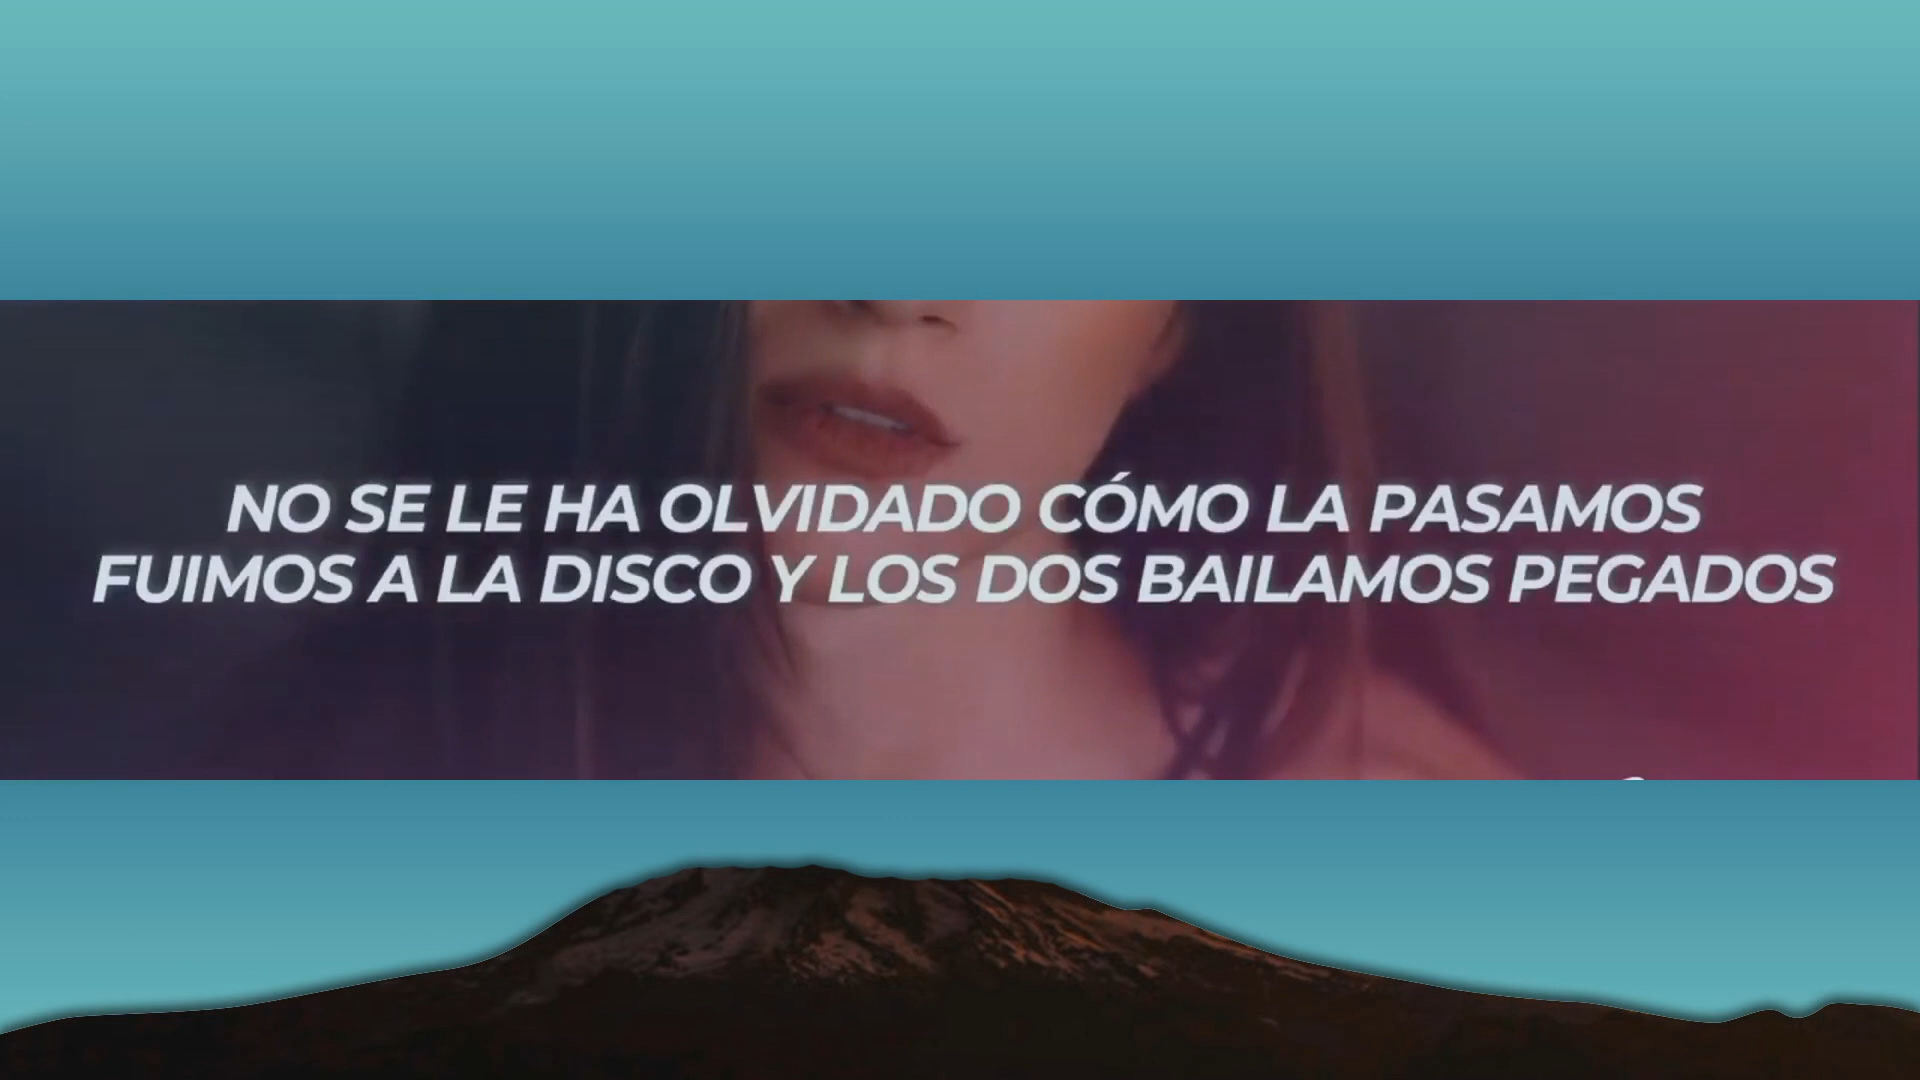 NO SE LE HA OLVIDADO CÓMO LA PASAMOS
FUIMOS A LA DISCO Y LOS DOS BAILAMOS PEGADOS